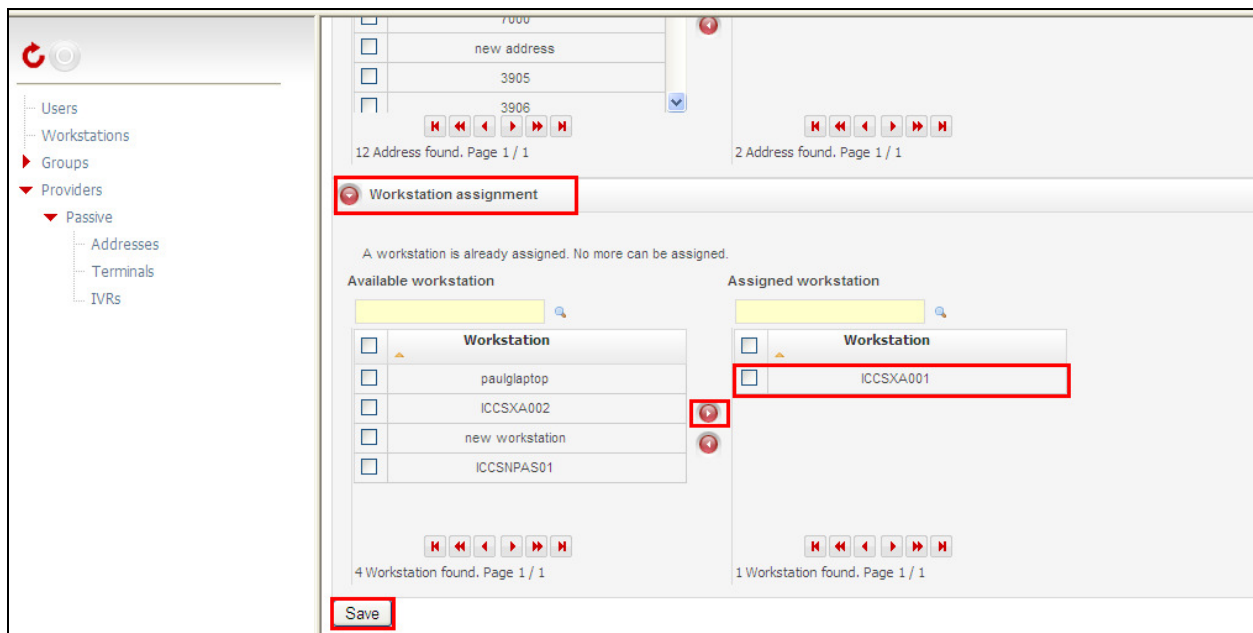 Users
Workstations
Groups
Providers
Passive
Addresses
Terminals
IVRs
7000
new address
3905
3906
12 Address found. Page 1 / 1
2 Address found. Page 1 / 1
Workstation assignment
A workstation is already assigned. No more can be assigned.
Available workstation
Assigned workstation
Workstation
Workstation
paulglaptop
ICCSXA001
ICCSXA002
new workstation
ICCSNPAS01
4 Workstation found. Page 1 / 1
1 Workstation found. Page 1 / 1
Save